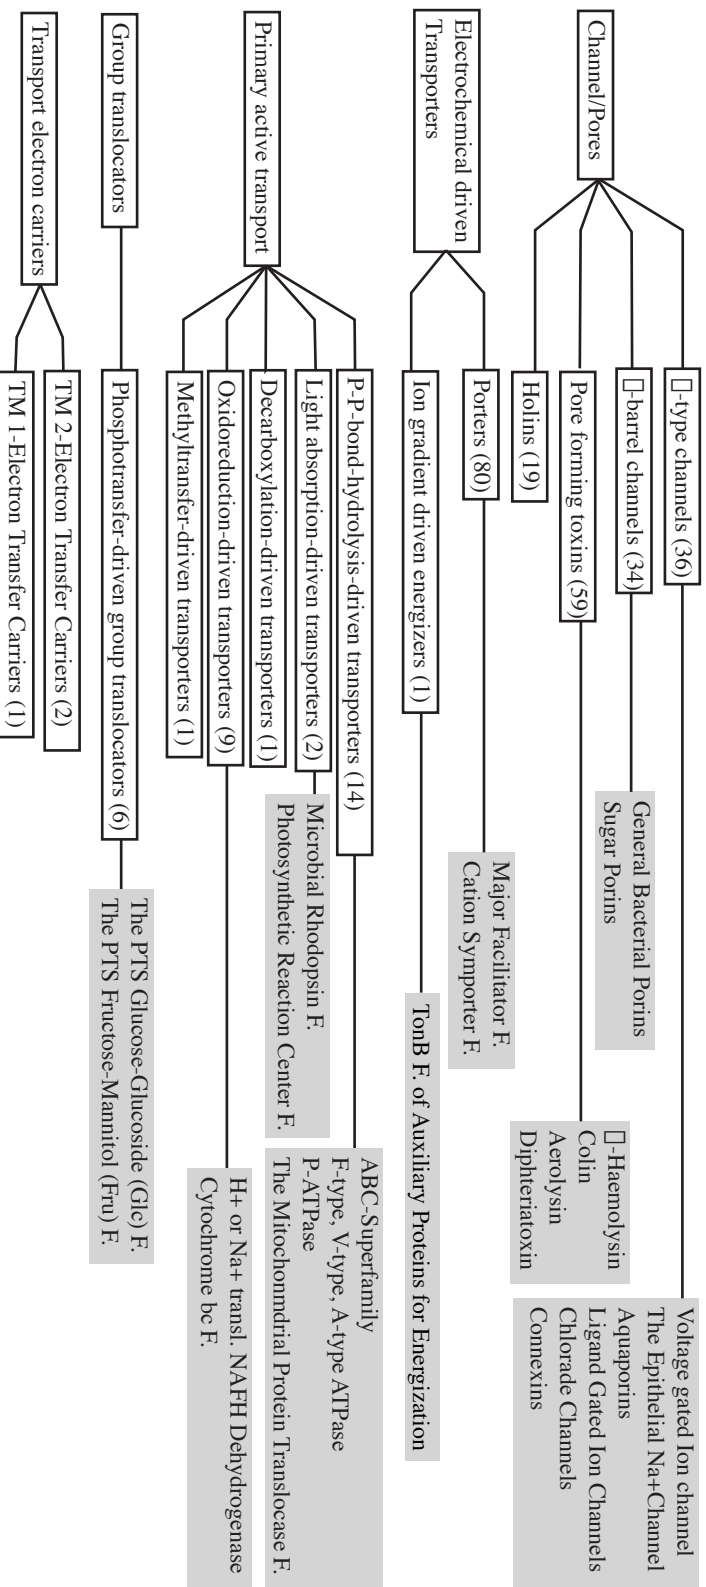 Channel/Pores
□-type channels (36)
Voltage gated Ion channel
The Epithelial Na+Channel
Aquaporins
Ligand Gated Ion Channels
Chlorade Channels
Connexins
□-barrel channels (34)
General Bacterial Porins
Sugar Porins
Pore forming toxins (59)
□-Haemolysin
Colin
Aerolysin
Diphteriatoxin
Holins (19)
Electrochemical driven
Transporters
Porters (80)
Major Facilitator F.
Cation Symporter F.
Ion gradient driven energizers (1)
TonB F. of Auxiliary Proteins for Energization
Primary active transport
P-P-bond-hydrolysis-driven transporters (14)
ABC-Superfamily
F-type, V-type, A-type ATPase
P-ATPase
The Mitochonmdrial Protein Translocase F.
Light absorption-driven transporters (2)
Microbial Rhodopsin F.
Photosynthetic Reaction Center F.
Decarboxylation-driven transporters (1)
Oxidoreduction-driven transporters (9)
H+ or Na+ transl. NAFH Dehydrogenase
Cytochrome bc F.
Methyltransfer-driven transporters (1)
Group translocators
Phosphotransfer-driven group translocators (6)
The PTS Glucose-Glucoside (Glc) F.
The PTS Fructose-Mannitol (Fru) F.
Transport electron carriers
TM 2-Electron Transfer Carriers (2)
TM 1-Electron Transfer Carriers (1)